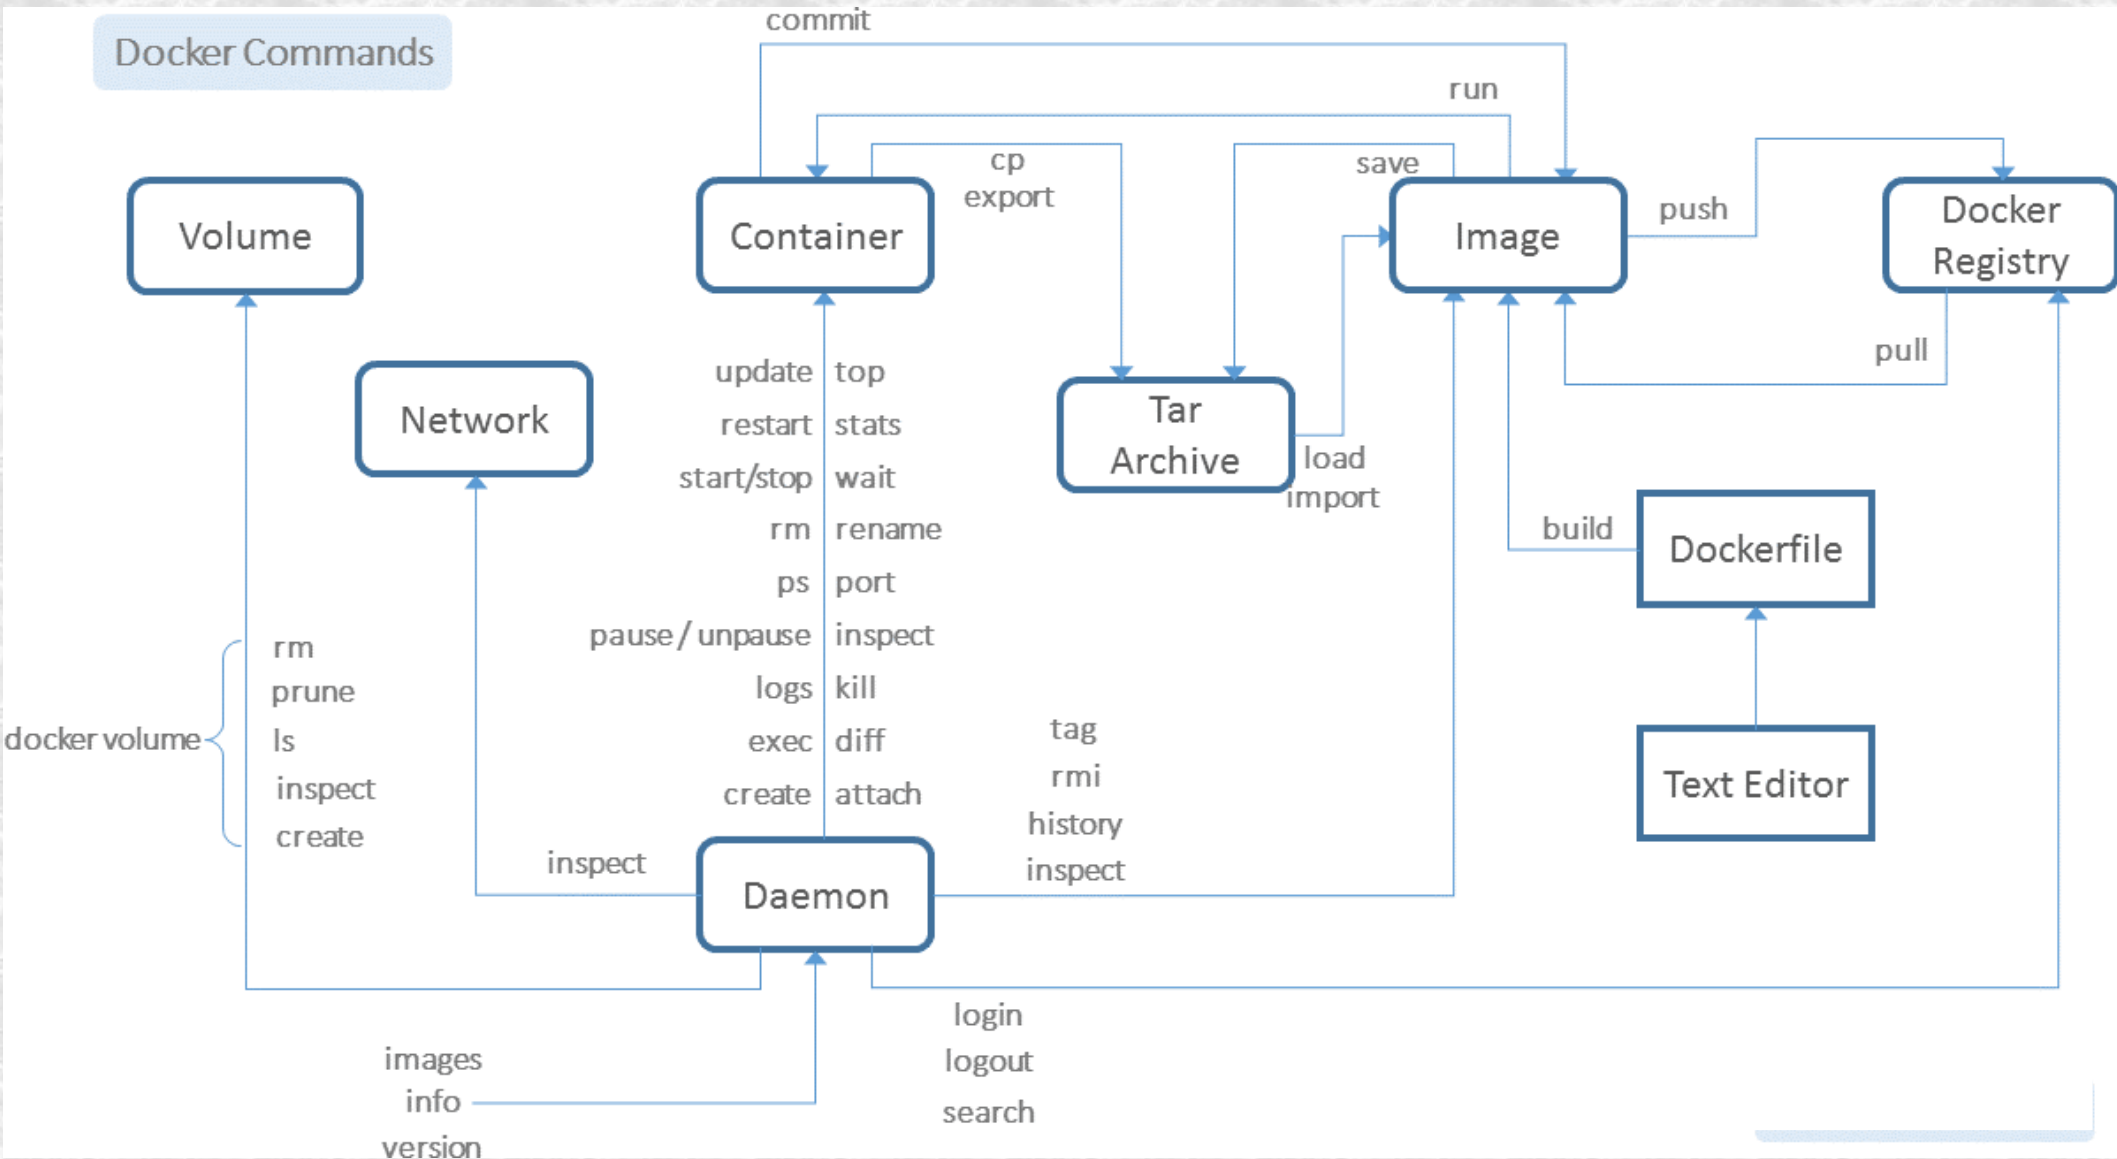 Docker Commands
commit
run
cp
export
save
push
Volume
Container
Image
Docker
Registry
pull
Network
Tar
Archive
load
import
update top
restart stats
start/stop wait
rm rename
ps port
pause / unpause inspect
logs kill
exec diff
create attach
build
Dockerfile
Text Editor
docker volume
rm
prune
ls
inspect
create
tag
rmi
history
inspect
inspect
Daemon
login
logout
search
images
info
version